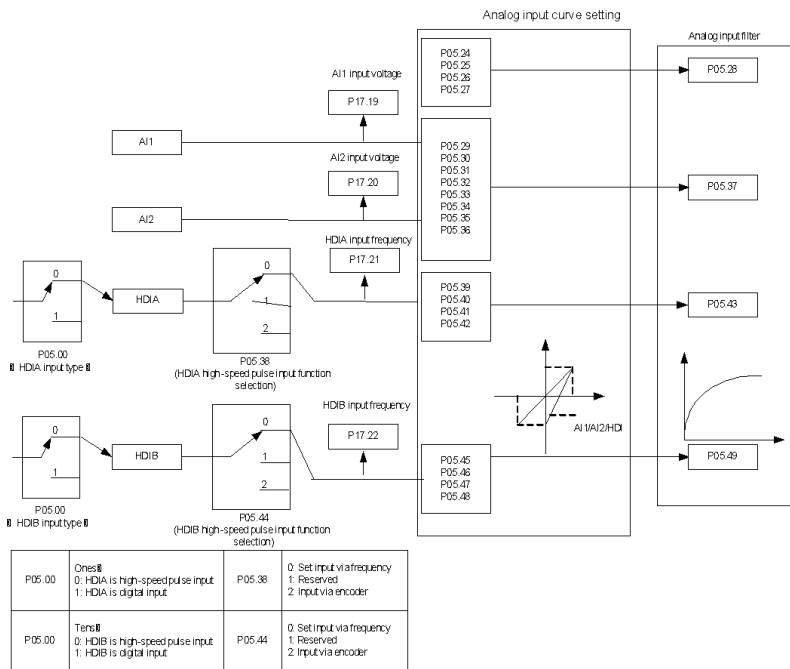 Analog input curve setting
Analog input filter
P05.24
P05.25
P05.26
P05.27
P05.28
AI1 input voltage
P17.19
AI1
P05.29
P05.30
P05.31
P05.32
P05.33
P05.34
P05.35
P05.36
P05.37
AI2 input voltage
P17.20
AI2
HDIA input frequency
P17.21
0
1
HDIA
0
1
2
P05.39
P05.40
P05.41
P05.42
P05.43
P05.00
HDIA input type
P05.38
(HDIA high-speed pulse input function
selection)
AI1/AI2/HDI
HDIB input frequency
P17.22
0
1
HDIB
0
1
2
P05.45
P05.46
P05.47
P05.48
P05.49
P05.00
HDIB input type
P05.44
(HDIB high-speed pulse input function
selection)
P05.00
Ones
0: HDIA is high-speed pulse input
1: HDIA is digital input
P05.38
0: Set input via frequency
1: Reserved
2: Input via encoder
P05.00
Tens
0: HDIB is high-speed pulse input
1: HDIB is digital input
P05.44
0: Set input via frequency
1: Reserved
2: Input via encoder